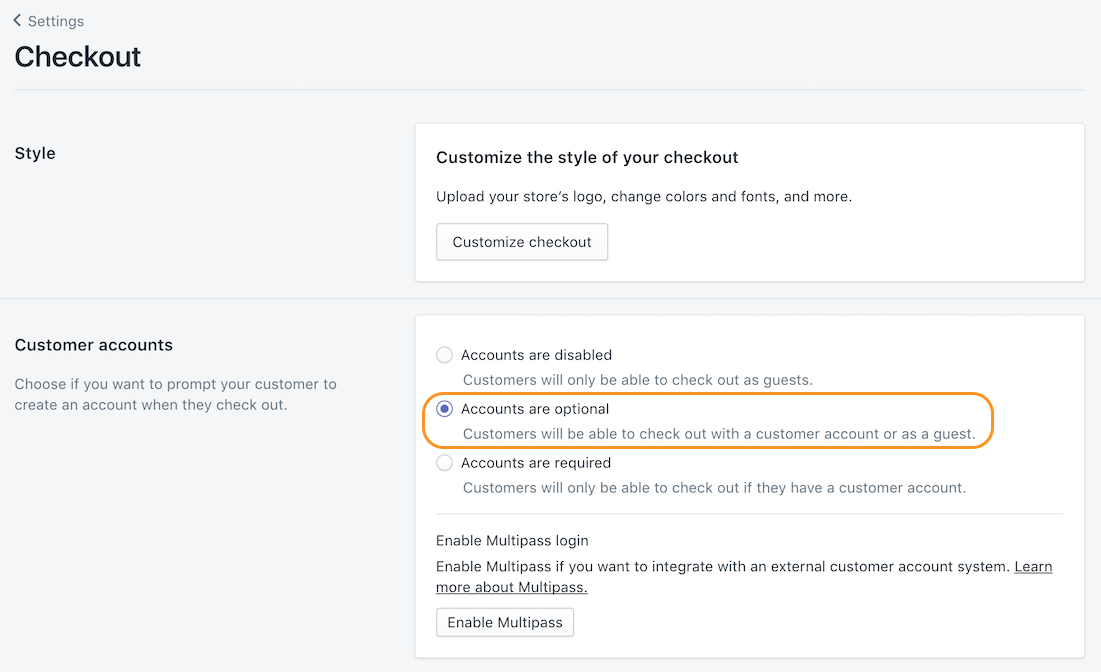 Settings
Checkout
Style
Customize the style of your checkout
Upload your store’s logo, change colors and fonts, and more.
Customize checkout
Customer accounts
Choose if you want to prompt your customer to
create an account when they check out.
Accounts are disabled
Customers will only be able to check out as guests.
Accounts are optional
Customers will be able to check out with a customer account or as a guest.
Accounts are required
Customers will only be able to check out if they have a customer account.
Enable Multipass login
Enable Multipass if you want to integrate with an external customer account system. Learn
more about Multipass.
Enable Multipass